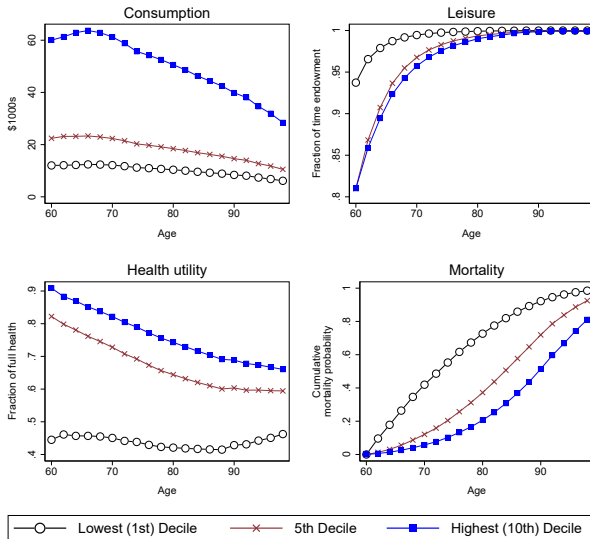 Consumption
$1000s
60
40
20
0
60 70 80 90
Age
Leisure
Fraction of time endowment
1
.95
.9
.85
.8
60 70 80 90
Age
Health utility
Fraction of full health
.9
.8
.7
.6
.5
.4
60 70 80 90
Age
Mortality
Cumulative
mortality probability
1
.8
.6
.4
.2
0
60 70 80 90
Age
Lowest (1st) Decile 5th Decile Highest (10th) Decile